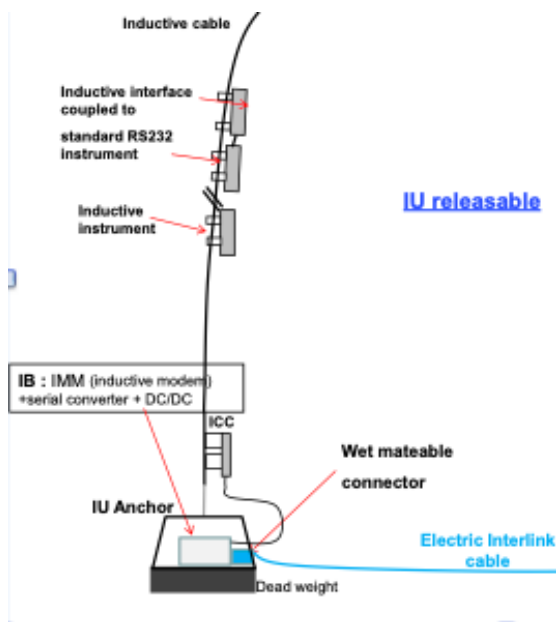 Inductive cable
Inductive interface
coupled to
standard RS232
instrument
IU releasable
Inductive
instrument
IB : IMM (inductive modem)
+serial converter + DC/DC
ICC
Wet mateable
connector
IU Anchor
Electric Interlink
cable
Dead weight